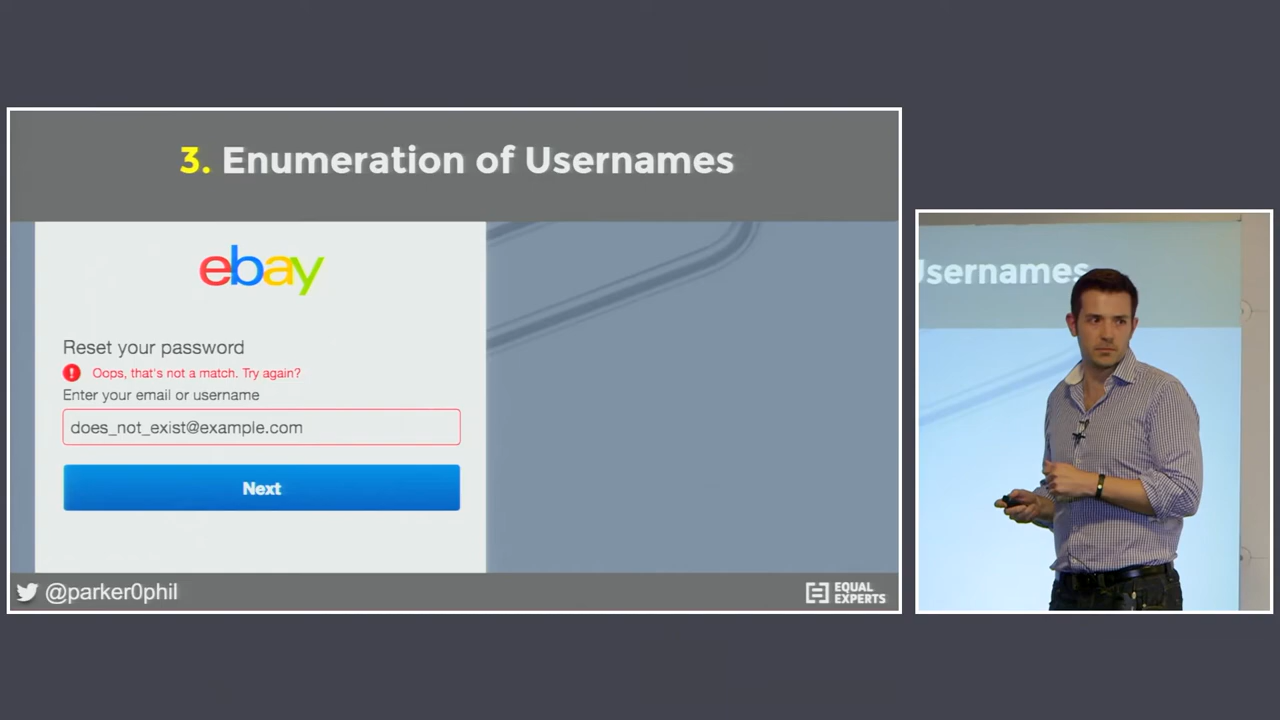 3. Enumeration of Usernames
ebay
Reset your password
Oops, that's not a match. Try again?
Enter your email or username
does_not_exist@example.com
Next
@parker0phil
EQUAL
EXPERTS
Usernames